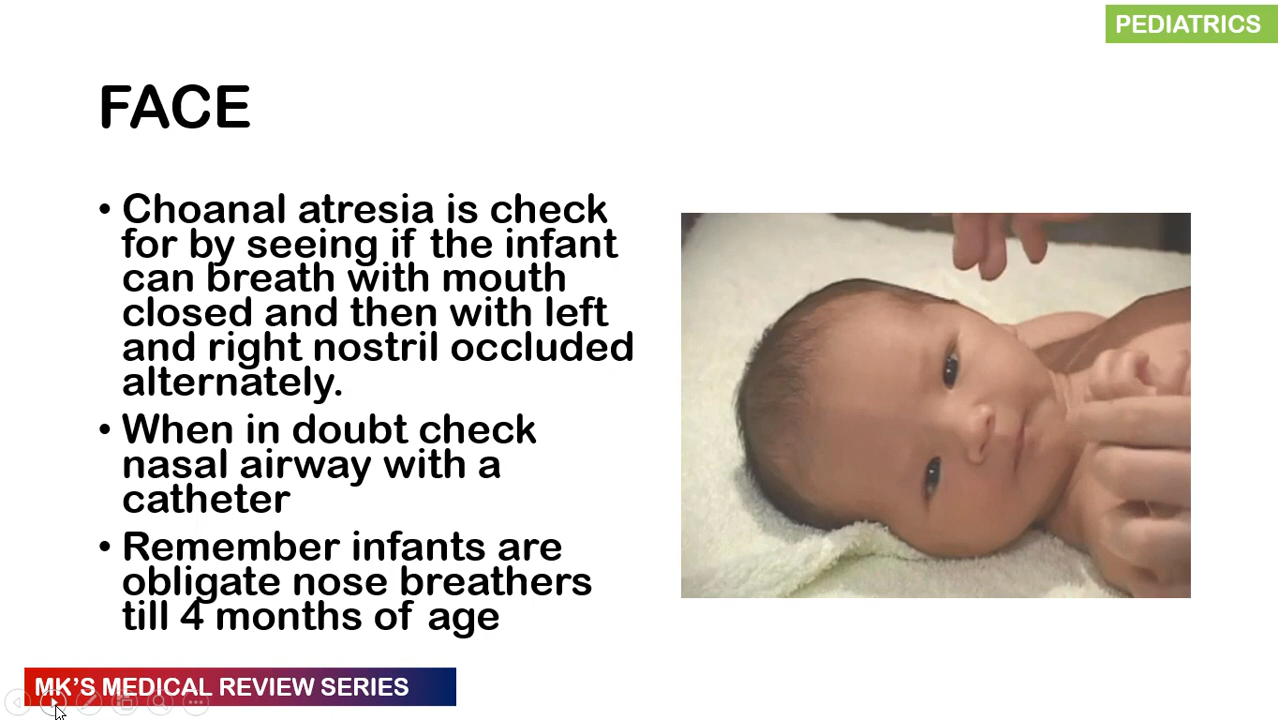 PEDIATRICS
FACE
• Choanal atresia is check
for by seeing if the infant
can breath with mouth
closed and then with left
and right nostril occluded
alternately.
• When in doubt check
nasal airway with a
catheter
• Remember infants are
obligate nose breathers
till 4 months of age
MK'S MEDICAL REVIEW SERIES